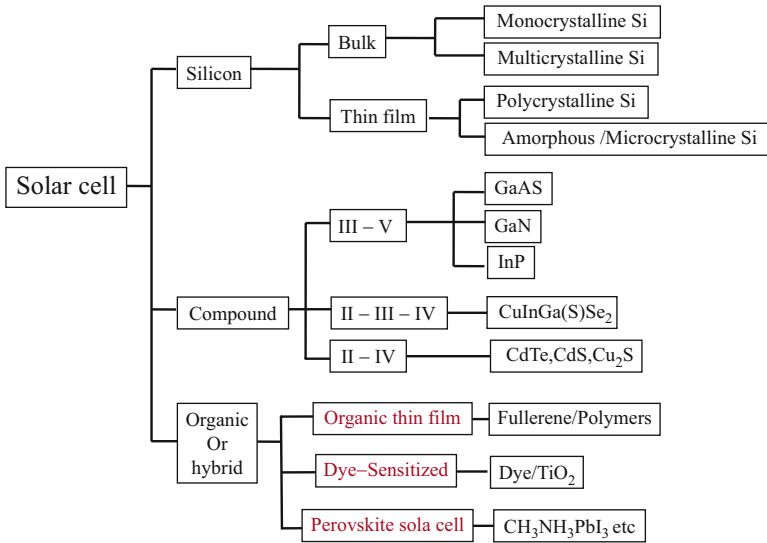 Solar cell
Silicon
Bulk
Monocrystalline Si
Multicrystalline Si
Thin film
Polycrystalline Si
Amorphous /Microcrystalline Si
Compound
III – V
GaAS
GaN
InP
II – III – IV
CuInGa(S)Se₂
II – IV
CdTe,CdS,Cu₂S
Organic
Or
hybrid
Organic thin film
Fullerene/Polymers
Dye–Sensitized
Dye/TiO₂
Perovskite sola cell
CH₃NH₃PbI₃ etc